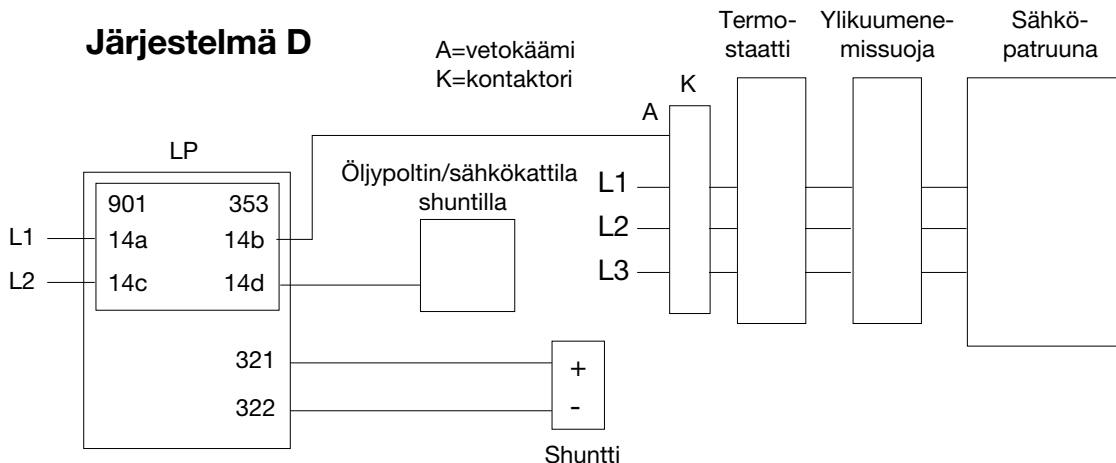 Järjestelmä D
A=vetokäämi
K=kontaktori
Termo-
staatti
Ylikuumene-
missuoja
Sähkö-
patruuna
K
A
LP
Öljypoltin/sähkökattila
shuntilla
901 353
L1 14a 14b
L2 14c 14d
L1
L2
L3
321
322
+
-
Shuntti